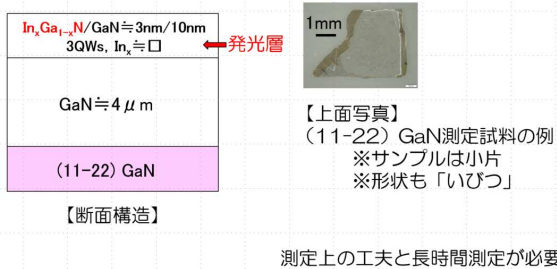 InxGa1-xN/GaN≒3nm/10nm
3QWs, Inx≒口
発光層
GaN≒4μm
(11-22) GaN
【断面構造】
1mm
【上面写真】
(11-22) GaN測定試料の例
※サンプルは小片
※形状も「いびつ」
測定上の工夫と長時間測定が必要